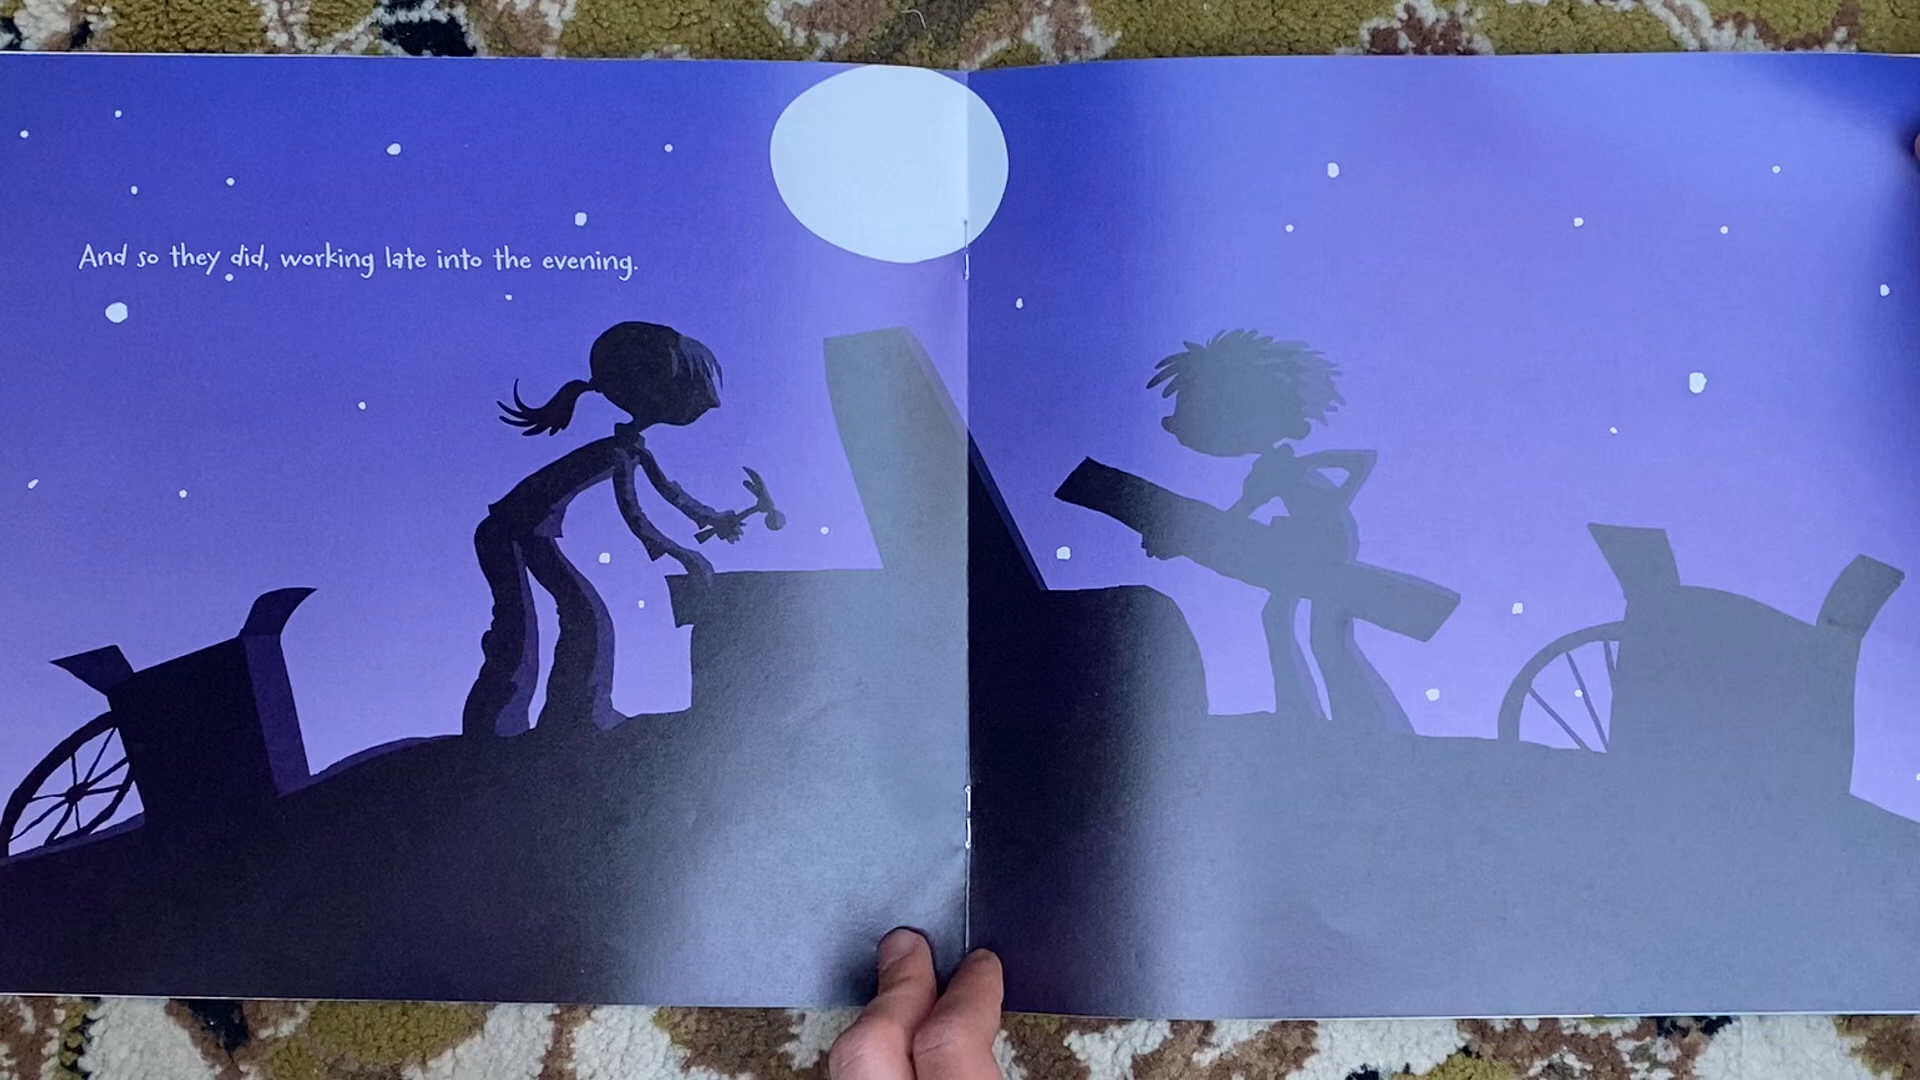 And so they did, working late into the evening.